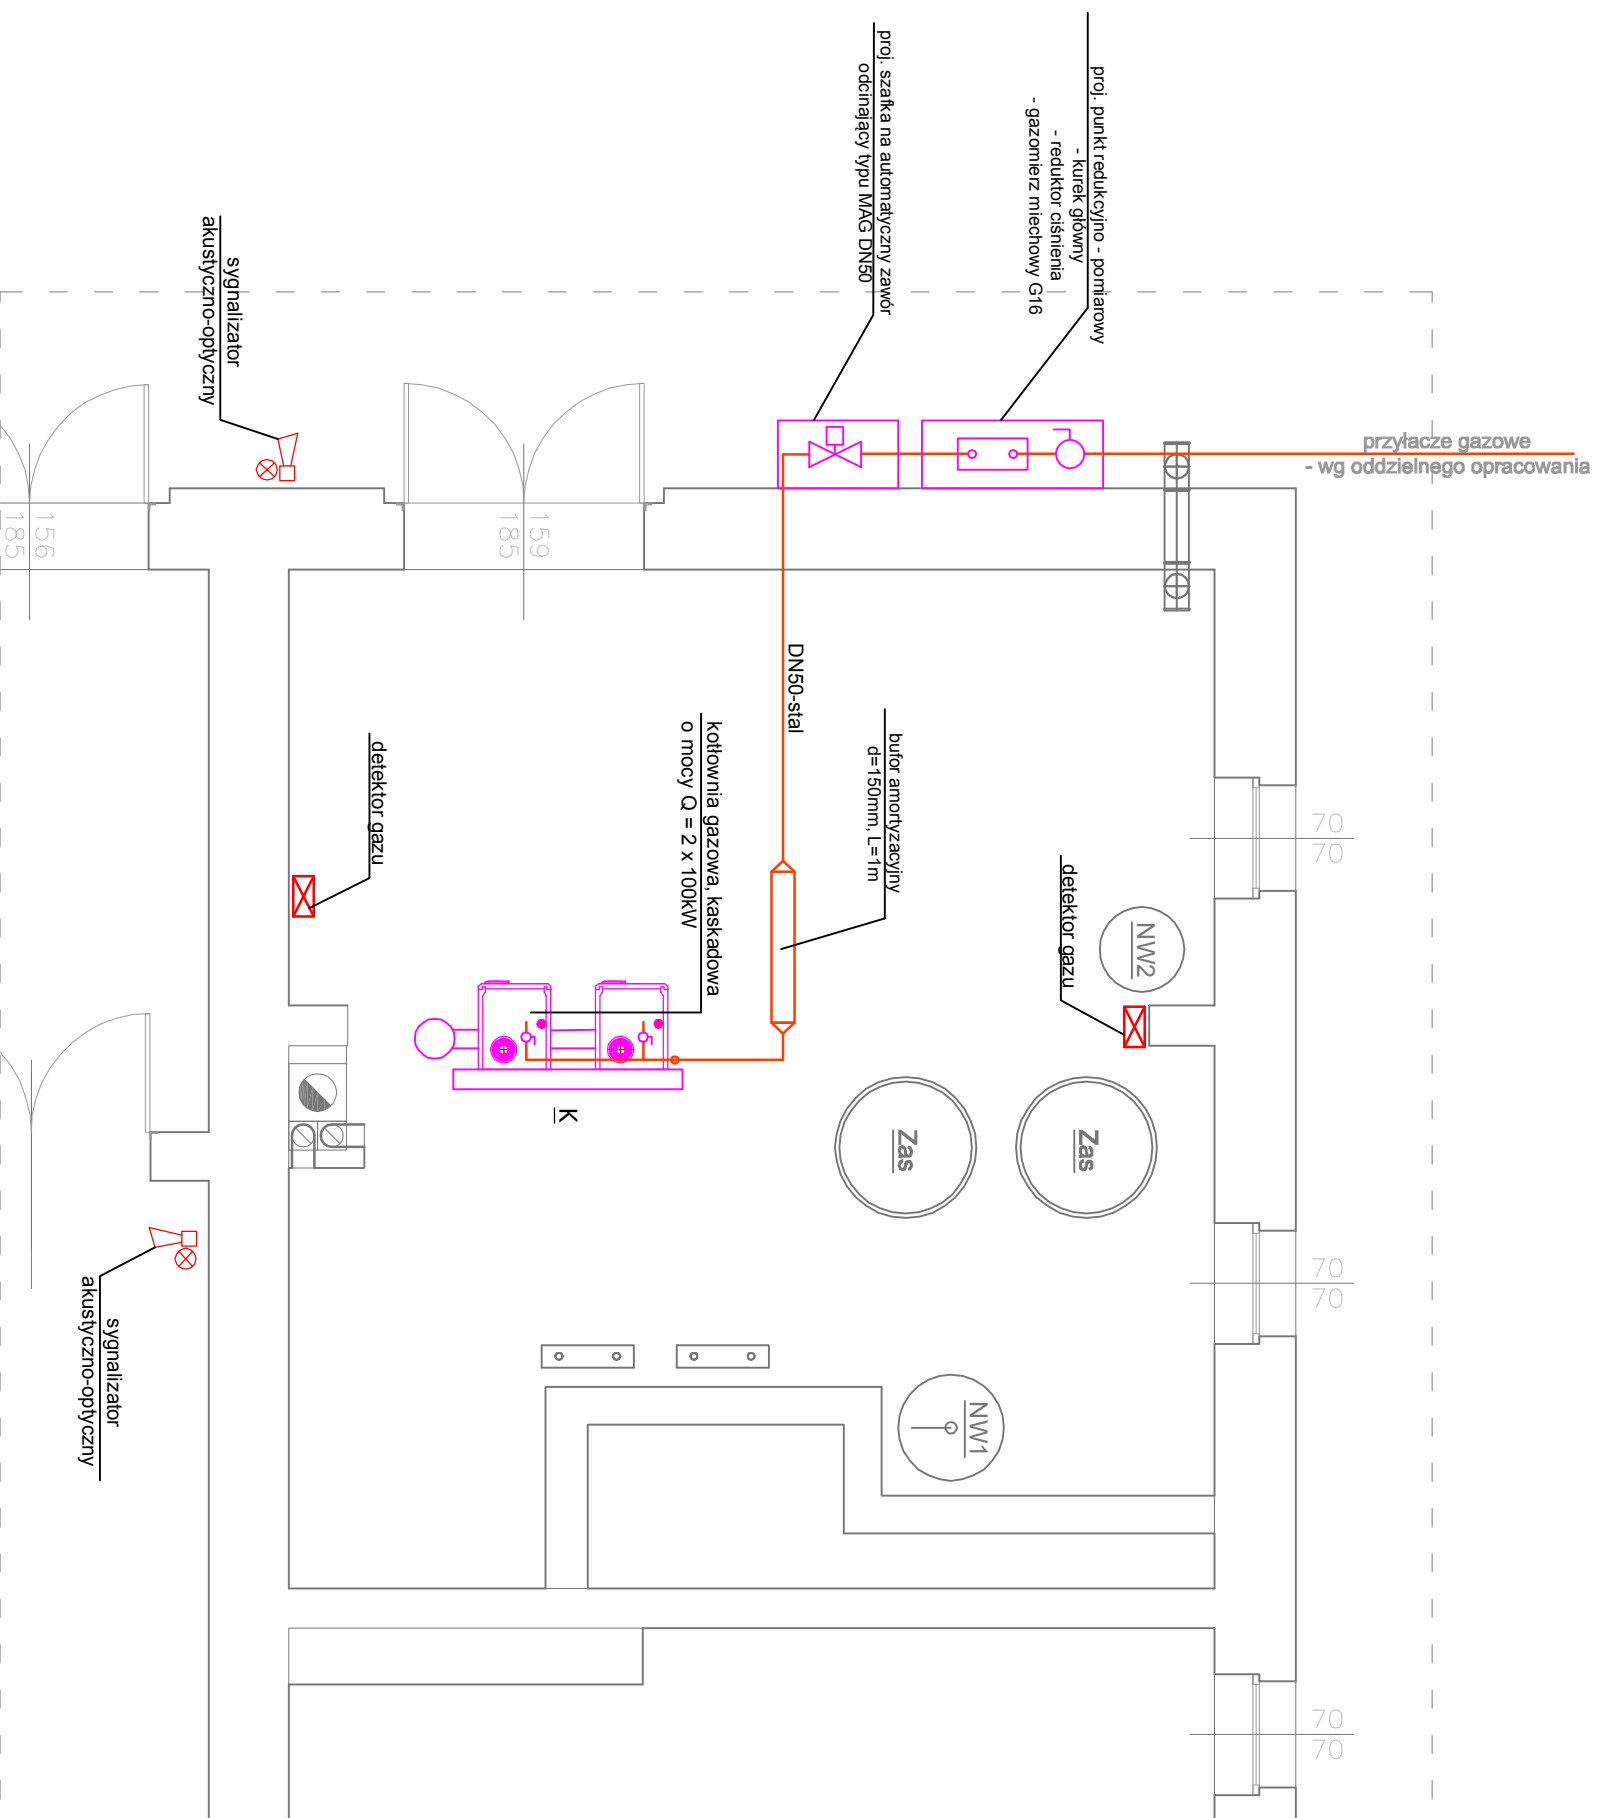 proj. punkt redukcyjno - pomiarowy
- kurek główny
- reduktor ciśnienia
- gazomierz miechowy G16
proj. szafka na automatyczny zawór
odcinający typu MAG DN50
sygnalizator
akustyczno-optyczny
przyłacze gazowe
- wg oddzielnego opracowania
156
185
159
185
DN50-stal
bufor amortyzacyjny
d=150mm, L=1m
kotłownia gazowa, kaskadowa
o mocy Q = 2 x 100kW
detektor gazu
detektor gazu
70
70
NW2
K
Zas
Zas
70
70
sygnalizator
akustyczno-optyczny
NW1
70
70